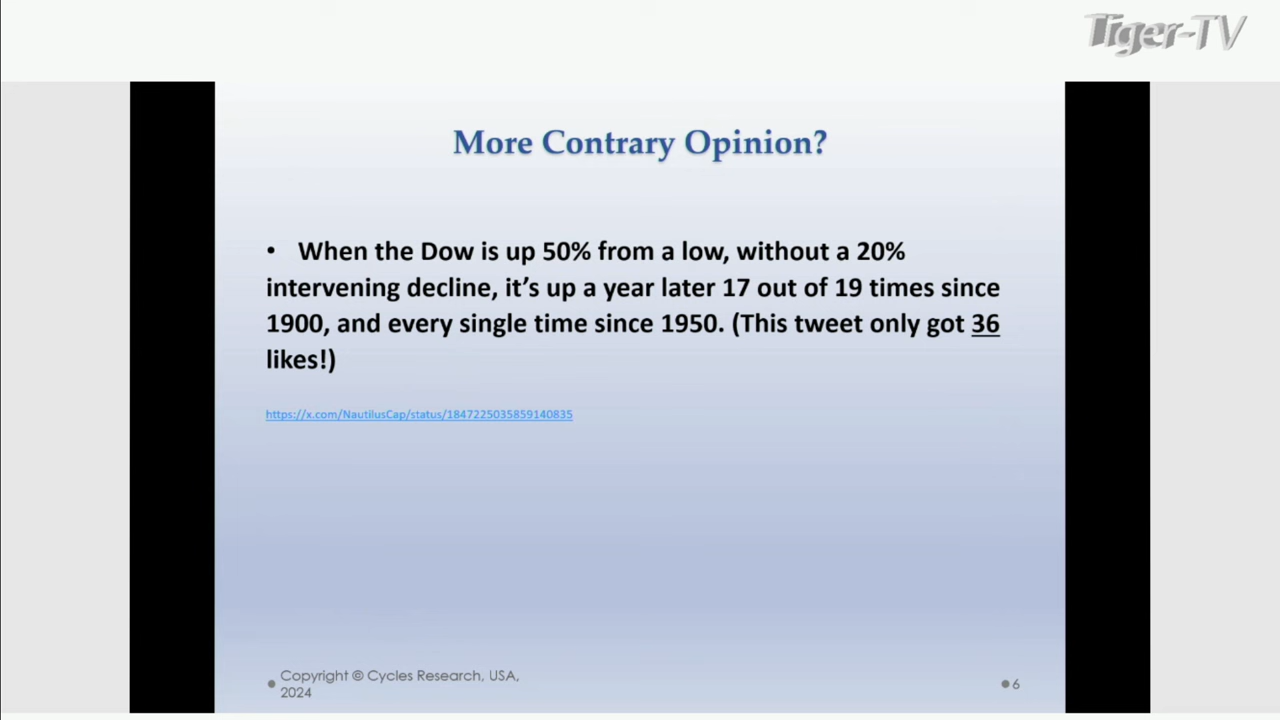 Tiger-TV
More Contrary Opinion?
• When the Dow is up 50% from a low, without a 20%
intervening decline, it’s up a year later 17 out of 19 times since
1900, and every single time since 1950. (This tweet only got 36
likes!)
https://x.com/NautilusCap/status/1847225035859140835
Copyright © Cycles Research, USA,
2024
6